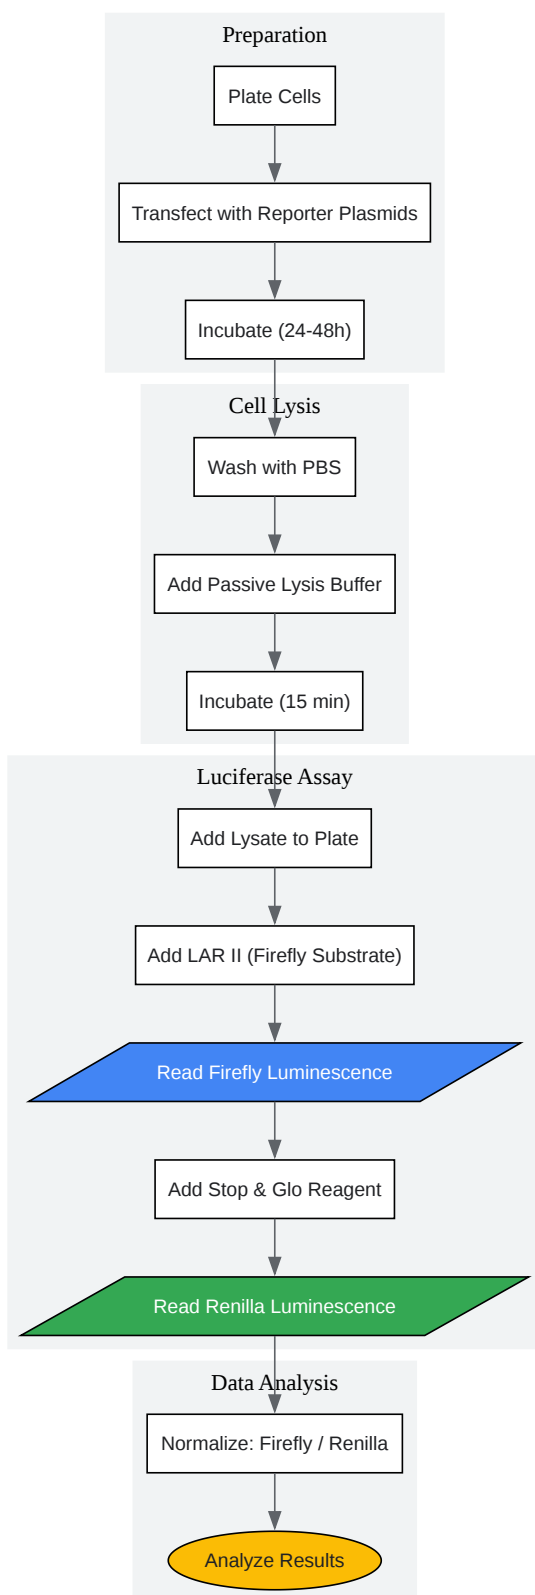 Preparation
Plate Cells
Transfect with Reporter Plasmids
Incubate (24-48h)
Cell Lysis
Wash with PBS
Add Passive Lysis Buffer
Incubate (15 min)
Luciferase Assay
Add Lysate to Plate
Add LAR II (Firefly Substrate)
Read Firefly Luminescence
Add Stop & Glo Reagent
Read Renilla Luminescence
Data Analysis
Normalize: Firefly / Renilla
Analyze Results